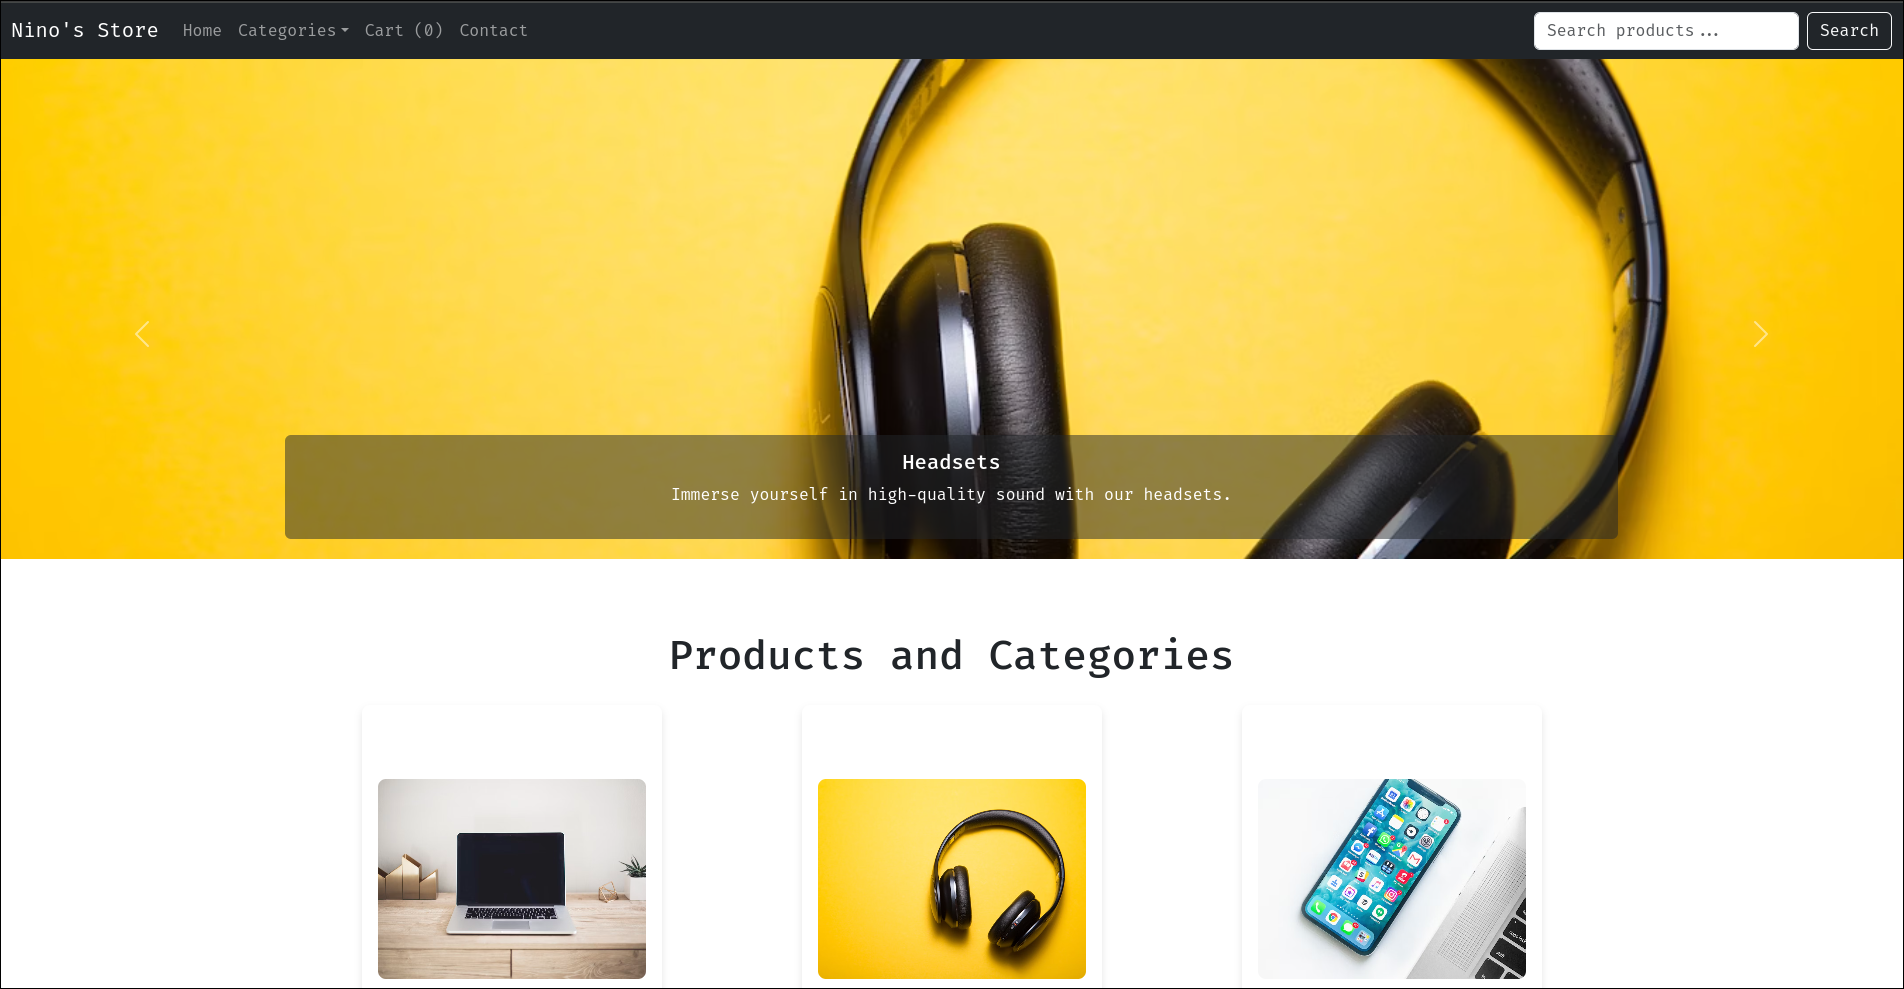 Nino's Store Home Categories Cart (0) Contact Search products... Search
Headsets
Immerse yourself in high-quality sound with our headsets.
Products and Categories